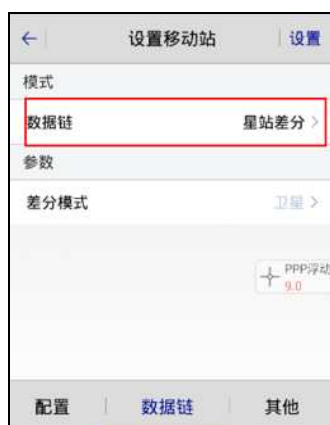 设置移动站 设置
模式
数据链 星站差分
参数
差分模式 卫星
PPP浮动
9.0
配置 数据链 其他